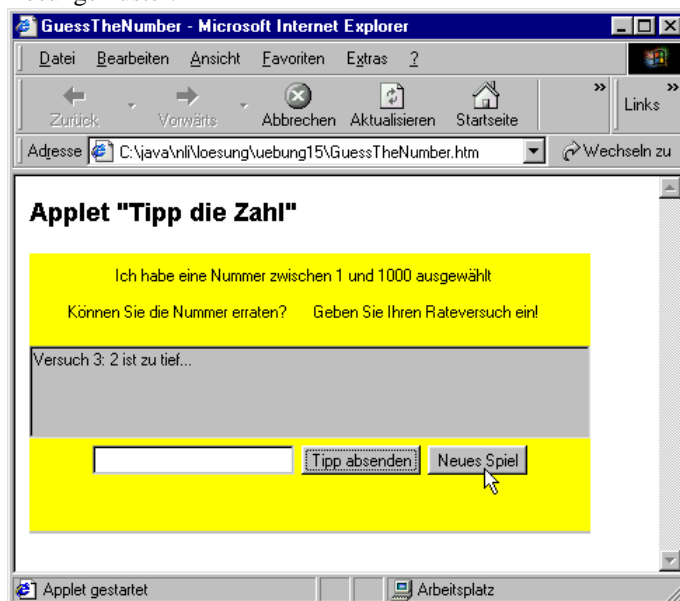 GuessTheNumber - Microsoft Internet Explorer
Datei Bearbeiten Ansicht Favoriten Extras ?
Zurück Vorwärts Abbrechen Aktualisieren Startseite » Links »
Adresse C:\java\nli\loesung\uebung15\GuessTheNumber.htm Wechseln zu
Applet "Tipp die Zahl"
Ich habe eine Nummer zwischen 1 und 1000 ausgewählt
Können Sie die Nummer erraten? Geben Sie Ihren Rateversuch ein!
Versuch 3: 2 ist zu tief...
Tipp absenden Neues Spiel
Applet gestartet Arbeitsplatz